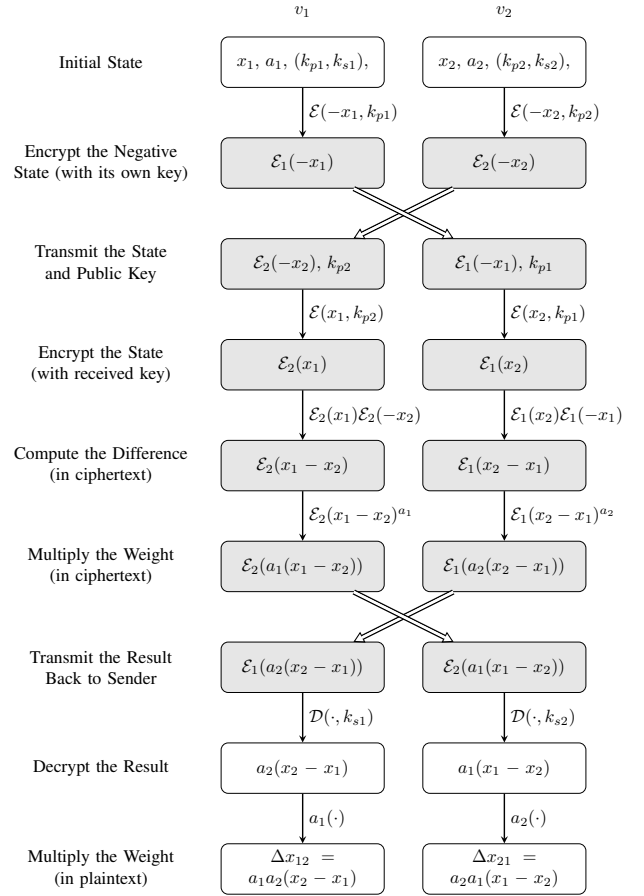 v₁ v₂
Initial State
x₁, a₁, (kₚ₁, kₛ₁),
x₂, a₂, (kₚ₂, kₛ₂),
ℰ(−x₁, kₚ₁)
ℰ(−x₂, kₚ₂)
Encrypt the Negative
State (with its own key)
ℰ₁(−x₁)
ℰ₂(−x₂)
Transmit the State
and Public Key
ℰ₂(−x₂), kₚ₂
ℰ₁(−x₁), kₚ₁
ℰ(x₁, kₚ₂)
ℰ(x₂, kₚ₁)
Encrypt the State
(with received key)
ℰ₂(x₁)
ℰ₁(x₂)
ℰ₂(x₁)ℰ₂(−x₂)
ℰ₁(x₂)ℰ₁(−x₁)
Compute the Difference
(in ciphertext)
ℰ₂(x₁ − x₂)
ℰ₁(x₂ − x₁)
ℰ₂(x₁ − x₂)^{a₁}
ℰ₁(x₂ − x₁)^{a₂}
Multiply the Weight
(in ciphertext)
ℰ₂(a₁(x₁ − x₂))
ℰ₁(a₂(x₂ − x₁))
Transmit the Result
Back to Sender
ℰ₁(a₂(x₂ − x₁))
ℰ₂(a₁(x₁ − x₂))
𝒟(·, kₛ₁)
𝒟(·, kₛ₂)
Decrypt the Result
a₂(x₂ − x₁)
a₁(x₁ − x₂)
a₁(·)
a₂(·)
Multiply the Weight
(in plaintext)
Δx₁₂ =
a₁a₂(x₂ − x₁)
Δx₂₁ =
a₂a₁(x₁ − x₂)